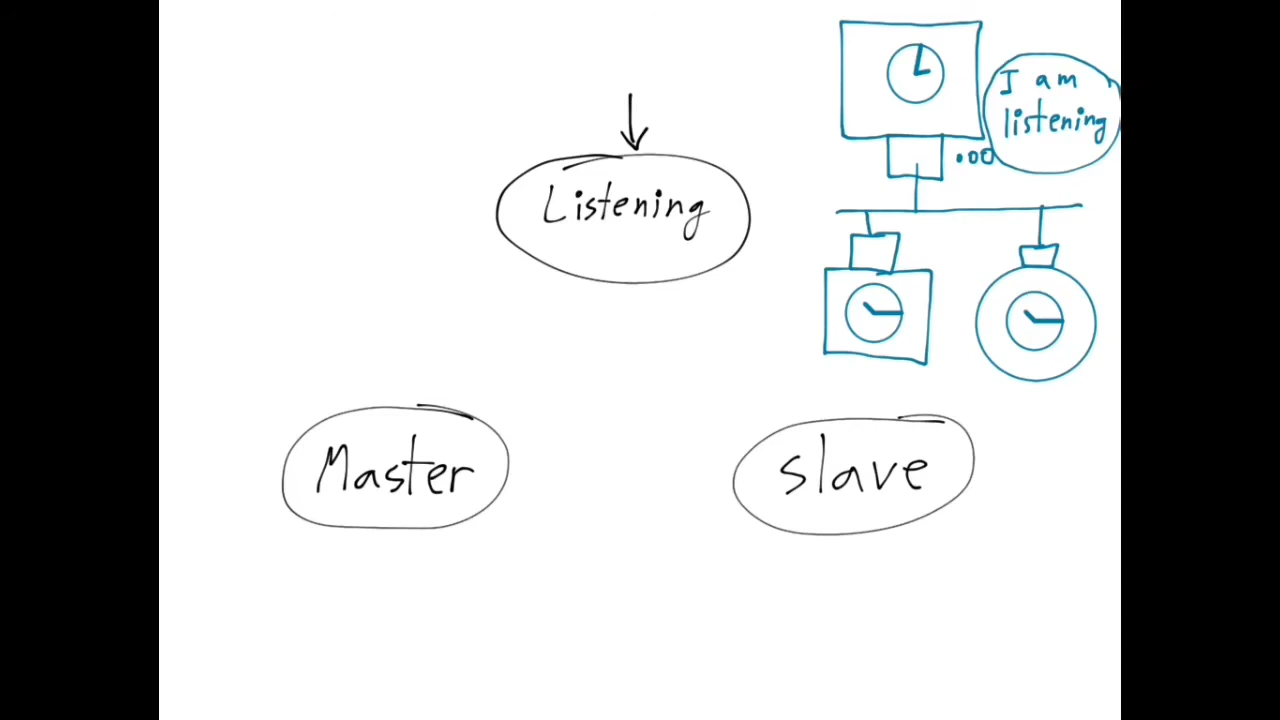 I am
listening
Listening
Master
slave